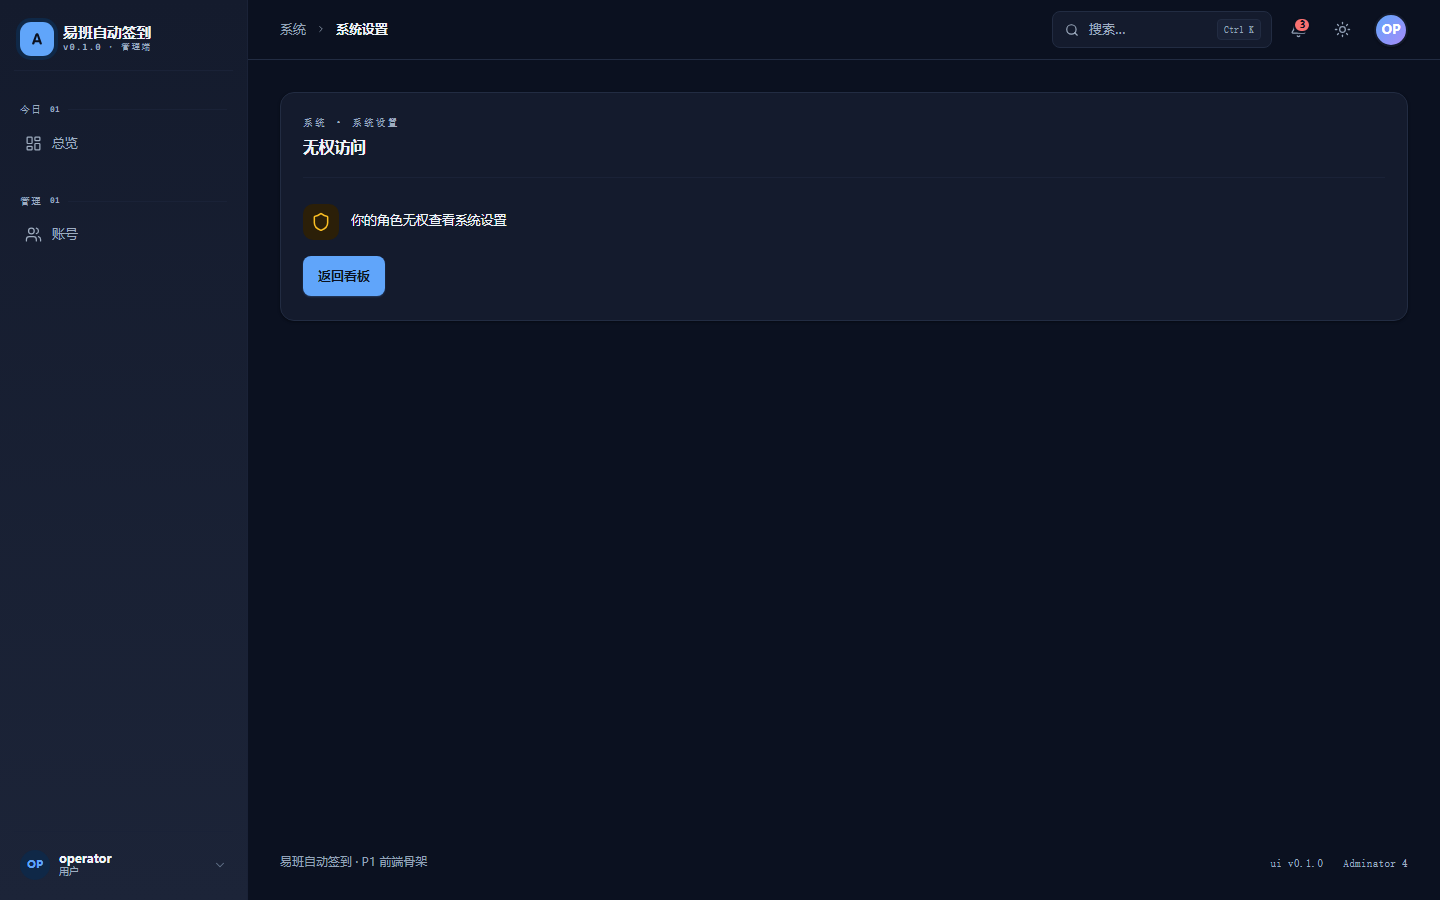 A
易班自动签到
v0.1.0 · 管理端
今日 01
总览
管理 01
账号
OP
operator
用户
系统 › 系统设置
搜索... Ctrl K
3
OP
系统 · 系统设置
无权访问
你的角色无权查看系统设置
返回看板
易班自动签到 · P1 前端骨架
ui v0.1.0 Adminator 4